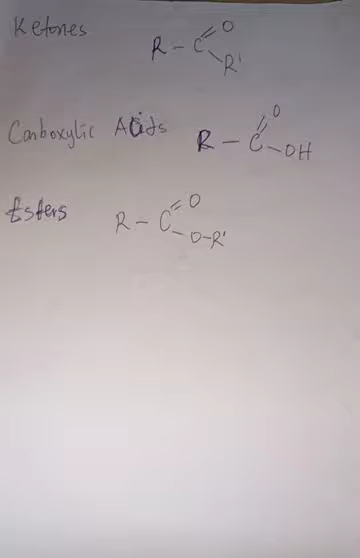 Ketones R - C = O - R'
Carboxylic Acids R - C = O - OH
Esters R - C = O - O-R'